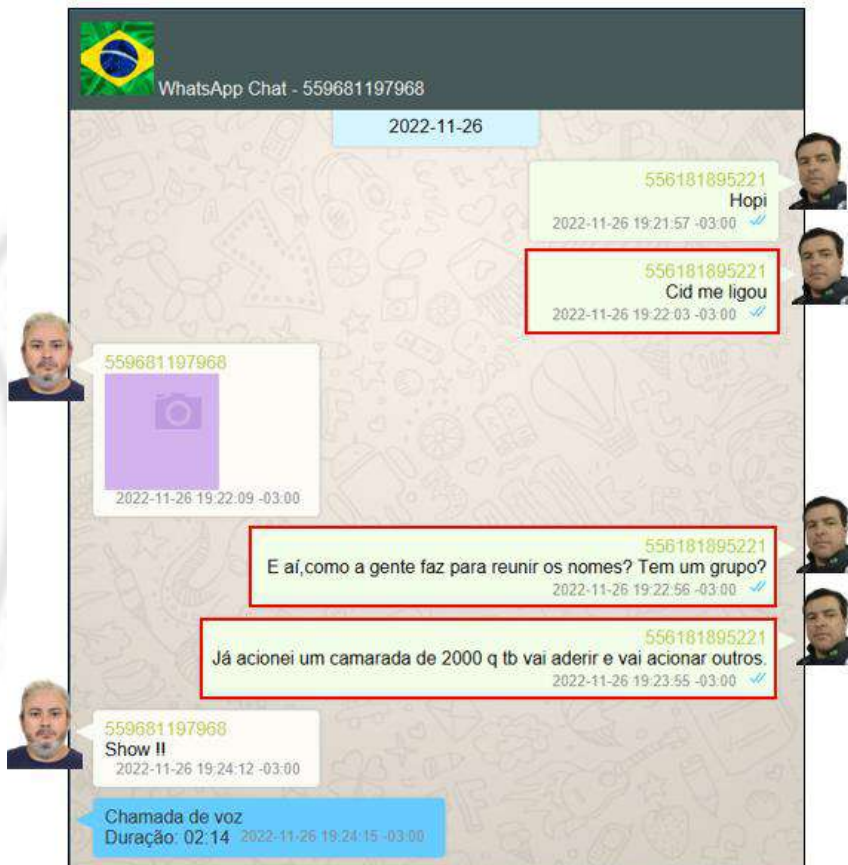 WhatsApp Chat - 559681197968
2022-11-26
556181895221
Hopi
2022-11-26 19:21:57 -03:00
556181895221
Cid me ligou
2022-11-26 19:22:03 -03:00
559681197968
2022-11-26 19:22:09 -03:00
556181895221
E aí,como a gente faz para reunir os nomes? Tem um grupo?
2022-11-26 19:22:56 -03:00
556181895221
Já acionei um camarada de 2000 q tb vai aderir e vai acionar outros.
2022-11-26 19:23:55 -03:00
559681197968
Show !!
2022-11-26 19:24:12 -03:00
Chamada de voz
Duração: 02:14 2022-11-26 19:24:15 -03:00